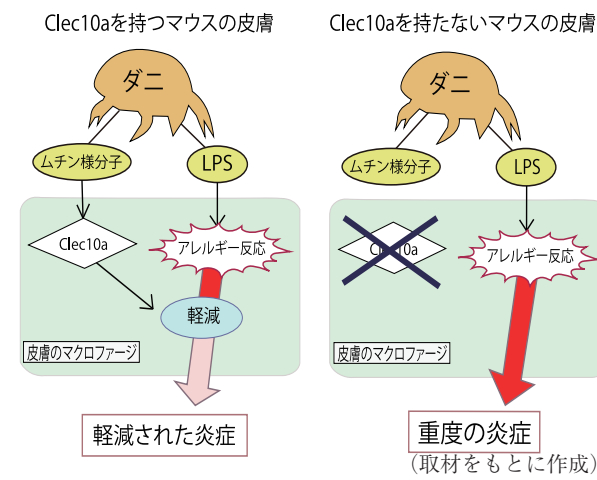 Clec10aを持つマウスの皮膚
ダニ
ムチン様分子
LPS
Clec10a
アレルギー反応
軽減
皮膚のマクロファージ
軽減された炎症
Clec10aを持たないマウスの皮膚
ダニ
ムチン様分子
LPS
Clec10a
アレルギー反応
皮膚のマクロファージ
重度の炎症
（取材をもとに作成）